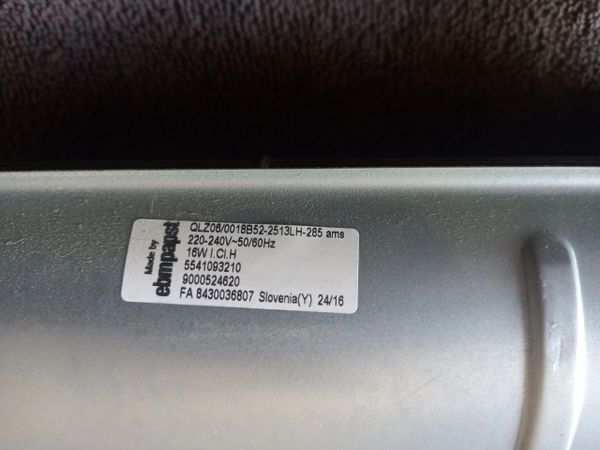 Made by
ebmpapst
QLZ06/0018B52-2513LH-285 ams
220-240V~50/60Hz
16W I.Cl.H
5541093210
9000524620
FA 8430036807 Slovenia(Y) 24/16